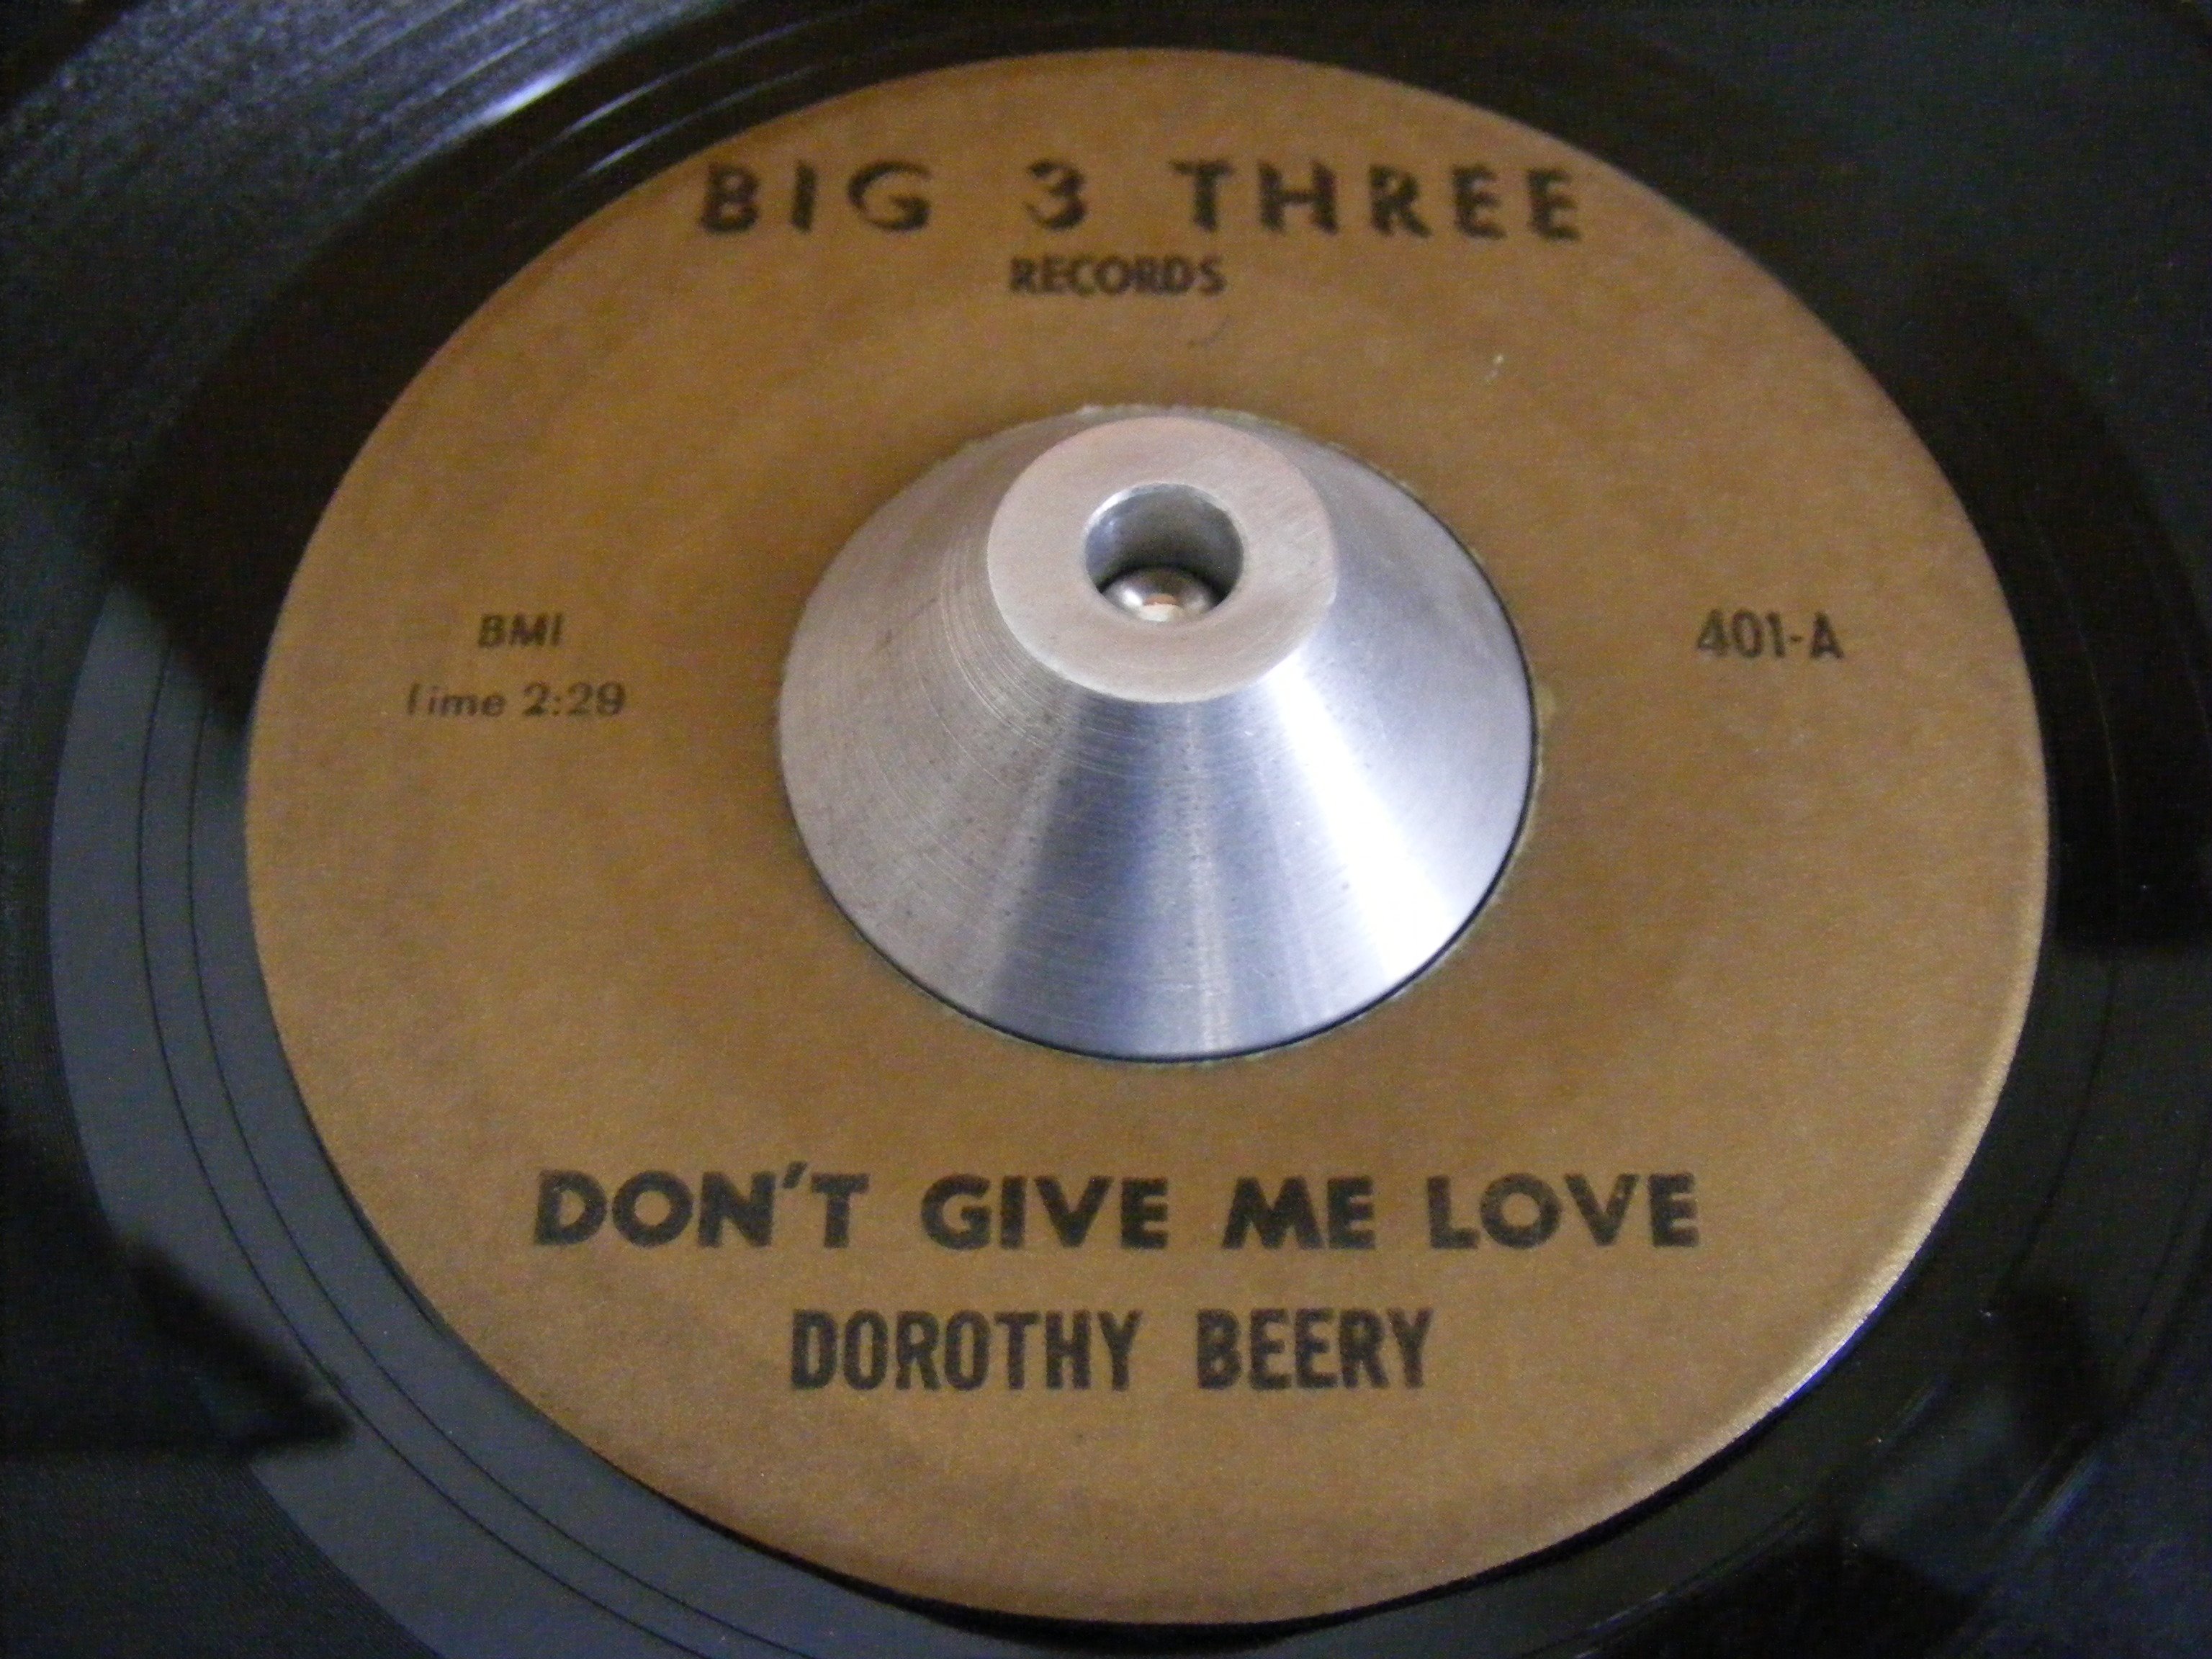 BIG 3 THREE
RECORDS
BMI
Time 2:29
401-A
DON'T GIVE ME LOVE
DOROTHY BEERY